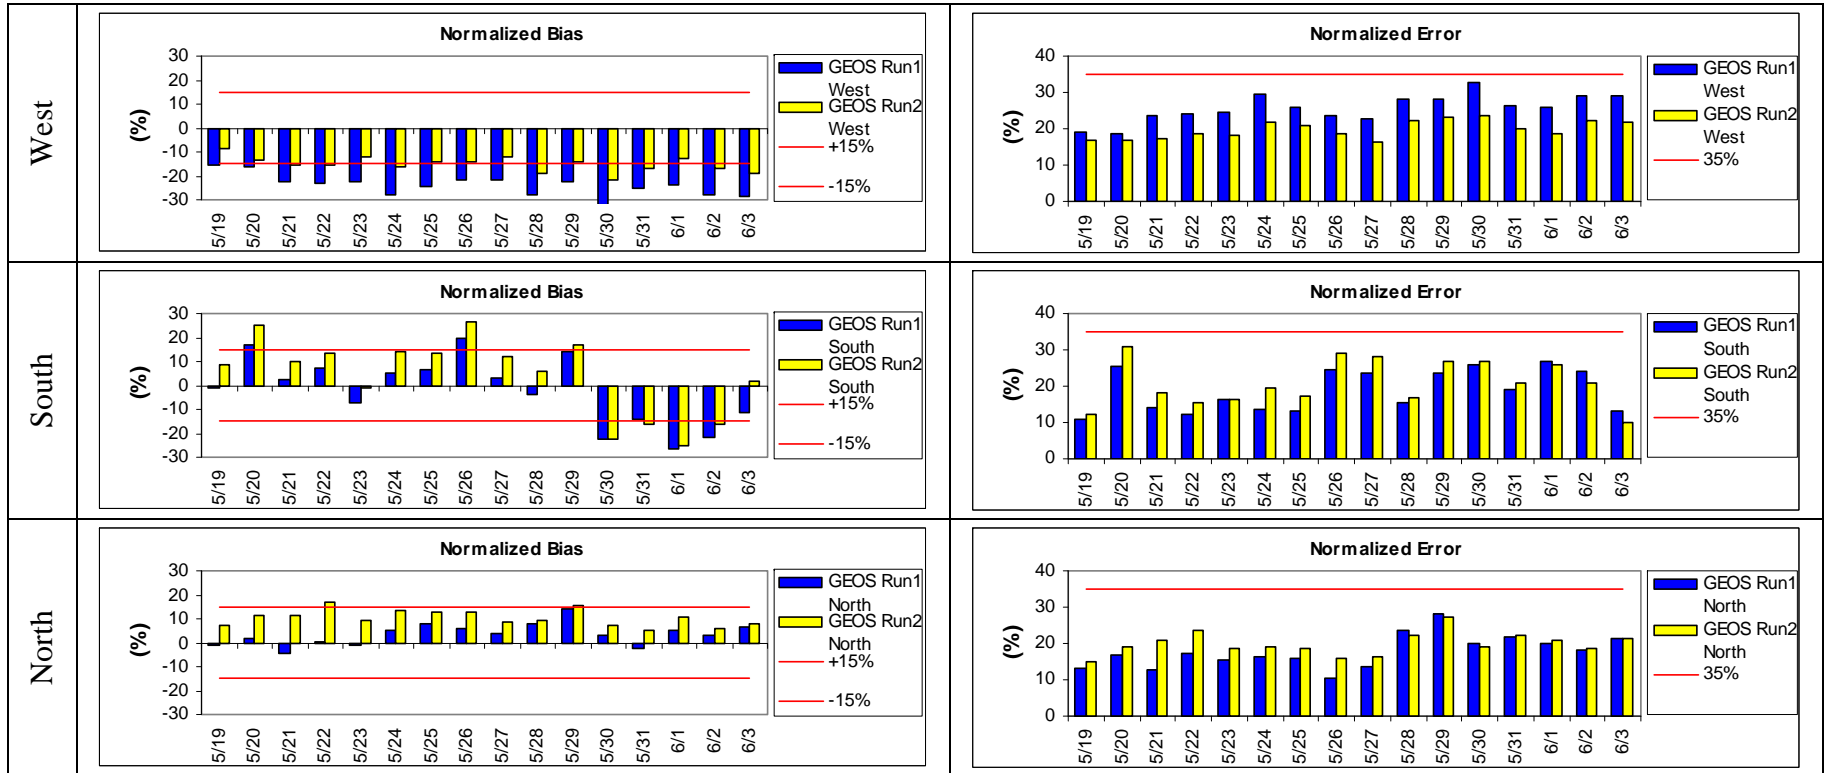 West
Normalized Bias
30
20
10
0
-10
-20
-30
(%)
5/19 5/20 5/21 5/22 5/23 5/24 5/25 5/26 5/27 5/28 5/29 5/30 5/31 6/1 6/2 6/3
GEOS Run1
West
GEOS Run2
West
+15%
-15%
Normalized Error
40
30
20
10
0
(%)
5/19 5/20 5/21 5/22 5/23 5/24 5/25 5/26 5/27 5/28 5/29 5/30 5/31 6/1 6/2 6/3
GEOS Run1
West
GEOS Run2
West
35%
South
Normalized Bias
30
20
10
0
-10
-20
-30
(%)
5/19 5/20 5/21 5/22 5/23 5/24 5/25 5/26 5/27 5/28 5/29 5/30 5/31 6/1 6/2 6/3
GEOS Run1
South
GEOS Run2
South
+15%
-15%
Normalized Error
40
30
20
10
0
(%)
5/19 5/20 5/21 5/22 5/23 5/24 5/25 5/26 5/27 5/28 5/29 5/30 5/31 6/1 6/2 6/3
GEOS Run1
South
GEOS Run2
South
35%
North
Normalized Bias
30
20
10
0
-10
-20
-30
(%)
5/19 5/20 5/21 5/22 5/23 5/24 5/25 5/26 5/27 5/28 5/29 5/30 5/31 6/1 6/2 6/3
GEOS Run1
North
GEOS Run2
North
+15%
-15%
Normalized Error
40
30
20
10
0
(%)
5/19 5/20 5/21 5/22 5/23 5/24 5/25 5/26 5/27 5/28 5/29 5/30 5/31 6/1 6/2 6/3
GEOS Run1
North
GEOS Run2
North
35%